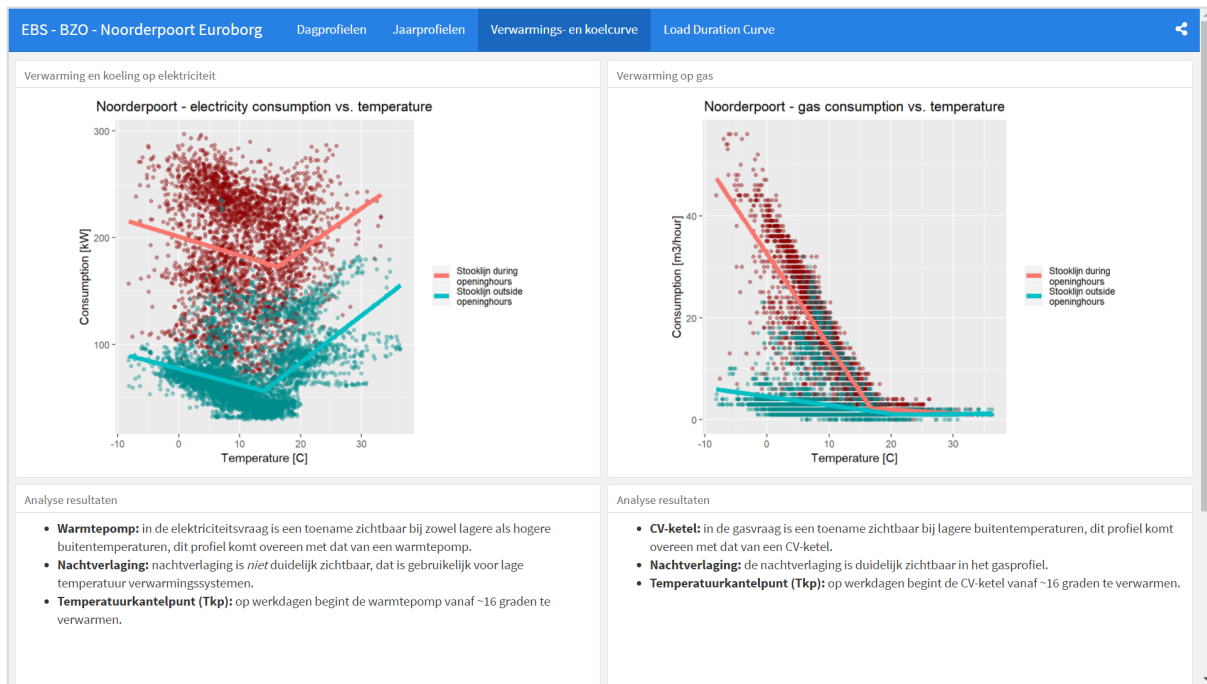 EBS - BZO - Noorderpoort Euroborg
Dagprofielen
Jaarprofielen
Verwarmings- en koelcurve
Load Duration Curve
Verwarming en koeling op elektriciteit
Noorderpoort - electricity consumption vs. temperature
300
200
100
Consumption [kW]
-10
0
10
20
30
Temperature [C]
Stooklijn during
openinghours
Stooklijn outside
openinghours
Verwarming op gas
Noorderpoort - gas consumption vs. temperature
40
20
0
Consumption [m3/hour]
-10
0
10
20
30
Temperature [C]
Stooklijn during
openinghours
Stooklijn outside
openinghours
Analyse resultaten
• Warmtepomp: in de elektriciteitsvraag is een toename zichtbaar bij zowel lagere als hogere
buitentemperaturen, dit profiel komt overeen met dat van een warmtepomp.
• Nachtverlaging: nachtverlaging is niet duidelijk zichtbaar, dat is gebruikelijk voor lage
temperatuur verwarmingssystemen.
• Temperatuurkantelpunt (Tkp): op werkdagen begint de warmtepomp vanaf ~16 graden te
verwarmen.
Analyse resultaten
• CV-ketel: in de gasvraag is een toename zichtbaar bij lagere buitentemperaturen, dit profiel komt
overeen met dat van een CV-ketel.
• Nachtverlaging: de nachtverlaging is duidelijk zichtbaar in het gasprofiel.
• Temperatuurkantelpunt (Tkp): op werkdagen begint de CV-ketel vanaf ~16 graden te verwarmen.